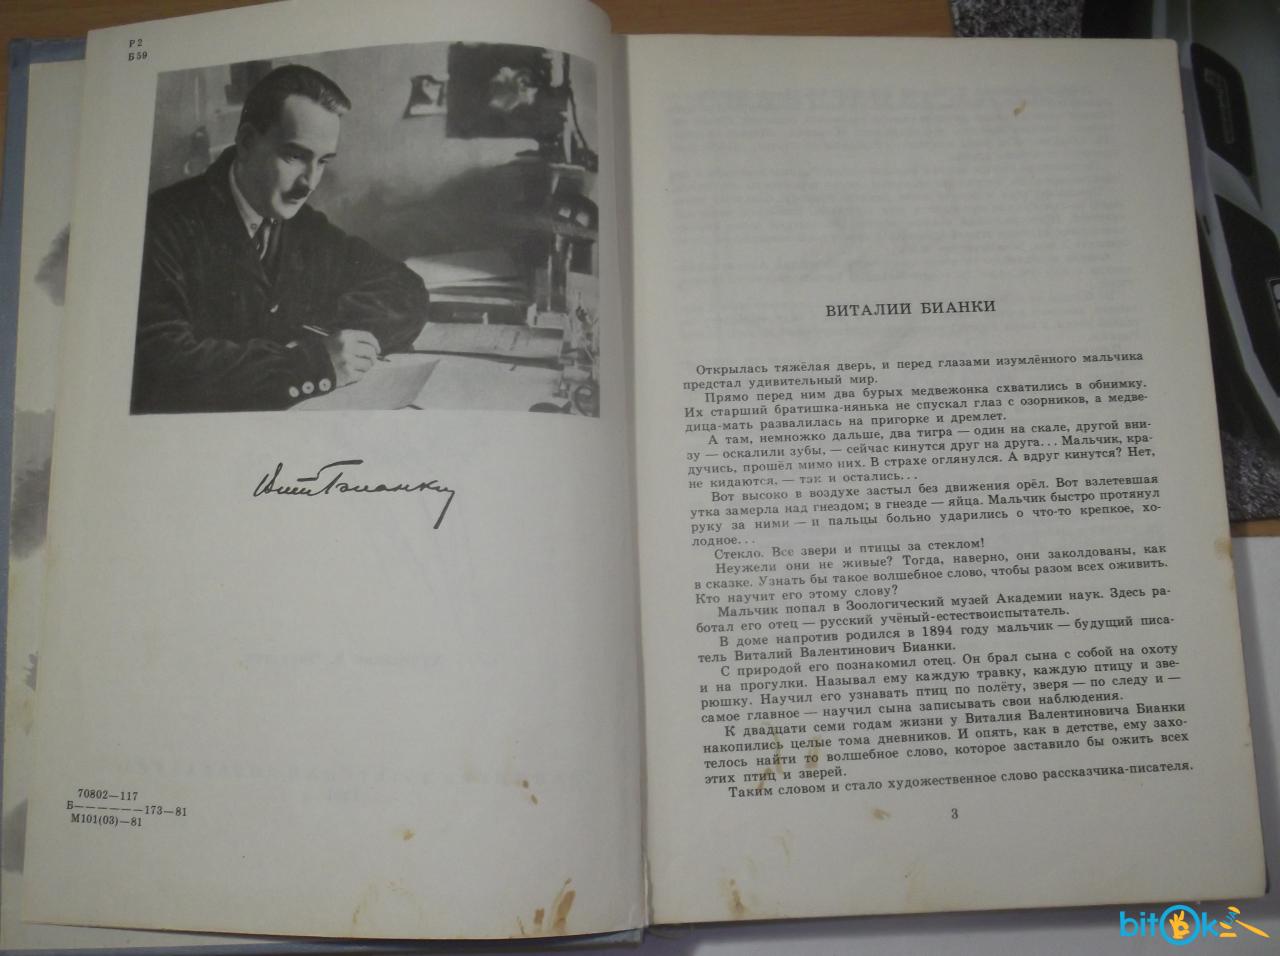 Р2
Б59
Вит Бианки
70802—117
Б—————173—81
М101(03)—81
ВИТАЛИЙ БИАНКИ
Открылась тяжёлая дверь, и перед глазами изумлённого мальчика
предстал удивительный мир.
Прямо перед ним два бурых медвежонка схватились в обнимку.
Их старший братишка-нянька не спускал глаз с озорников, а медве-
дица-мать развалилась на пригорке и дремлет.
А там, немножко дальше, два тигра — один на скале, другой вни-
зу — оскалили зубы, — сейчас кинутся друг на друга... Мальчик, кра-
дучись, прошёл мимо них. В страхе оглянулся. А вдруг кинутся? Нет,
не кидаются, — так и остались...
Вот высоко в воздухе застыл без движения орёл. Вот взлетевшая
утка замерла над гнездом; в гнезде — яйца. Мальчик быстро протянул
руку за ними — и пальцы больно ударились о что-то крепкое, хо-
лодное...
Стекло. Все звери и птицы за стеклом!
Неужели они не живые? Тогда, наверно, они заколдованы, как
в сказке. Узнать бы такое волшебное слово, чтобы разом всех оживить.
Кто научит его этому слову?
Мальчик попал в Зоологический музей Академии наук. Здесь ра-
ботал его отец — русский учёный-естествоиспытатель.
В доме напротив родился в 1894 году мальчик — будущий писа-
тель Виталий Валентинович Бианки.
С природой его познакомил отец. Он брал сына с собой на охоту
и на прогулки. Называл ему каждую травку, каждую птицу и зве-
рюшку. Научил его узнавать птиц по полёту, зверя — по следу и —
самое главное — научил сына записывать свои наблюдения.
К двадцати семи годам жизни у Виталия Валентиновича Бианки
накопились целые тома дневников. И опять, как в детстве, ему захо-
телось найти то волшебное слово, которое заставило бы ожить всех
этих птиц и зверей.
Таким словом и стало художественное слово рассказчика-писателя.
3
bitok.ua